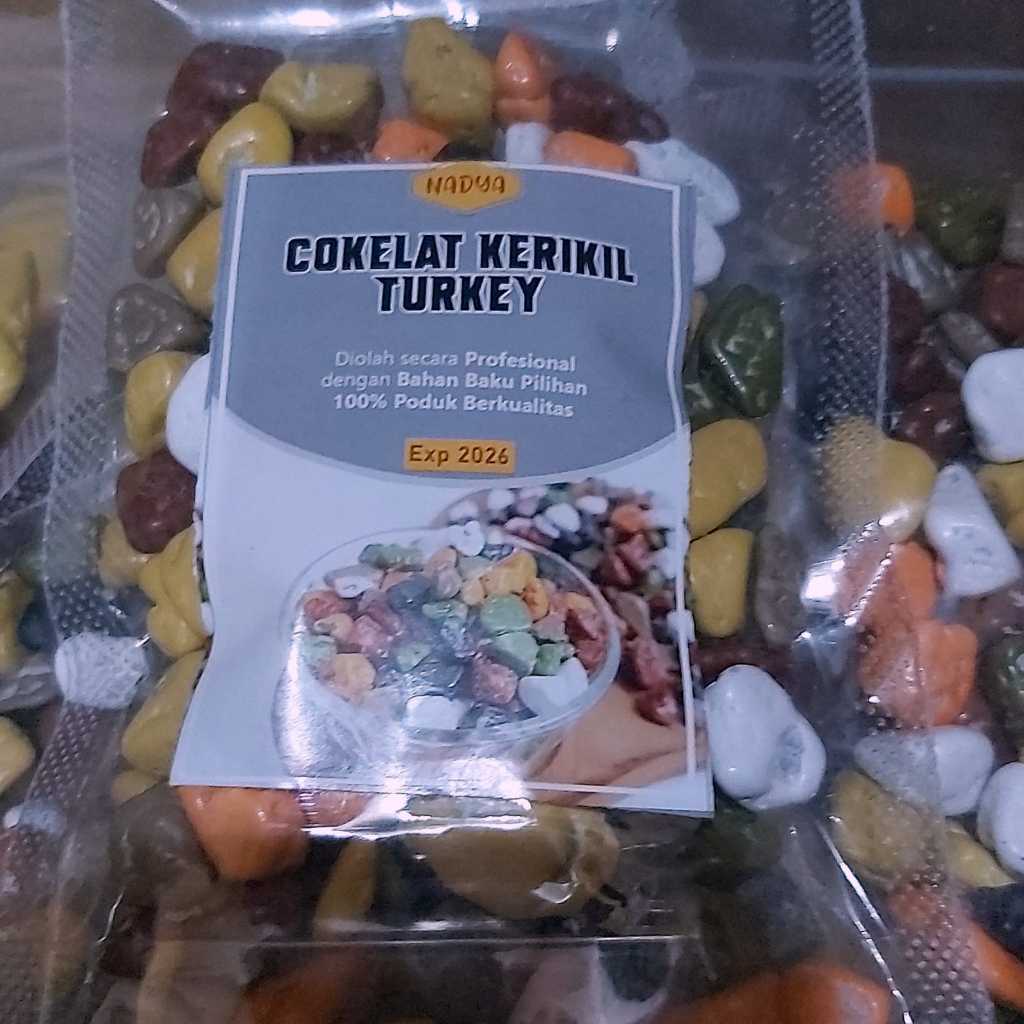 NADYA
COKELAT KERIKIL
TURKEY
Diolah secara Profesional
dengan Bahan Baku Pilihan
100% Poduk Berkualitas
Exp 2026